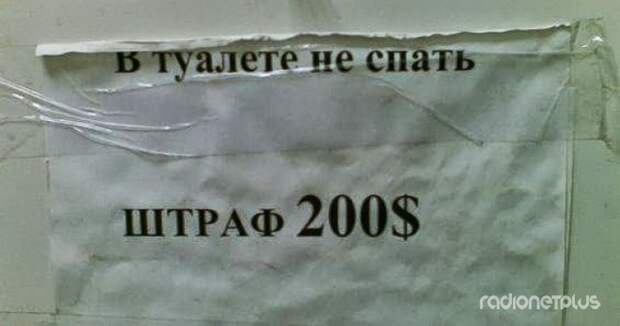 В туалете не спать
ШТРАФ 200$
radionetplus